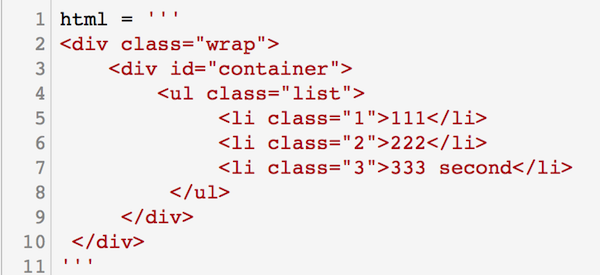 1 html = '''
2 <div class="wrap">
3 <div id="container">
4 <ul class="list">
5 <li class="1">111</li>
6 <li class="2">222</li>
7 <li class="3">333 second</li>
8 </ul>
9 </div>
10 </div>
11 '''